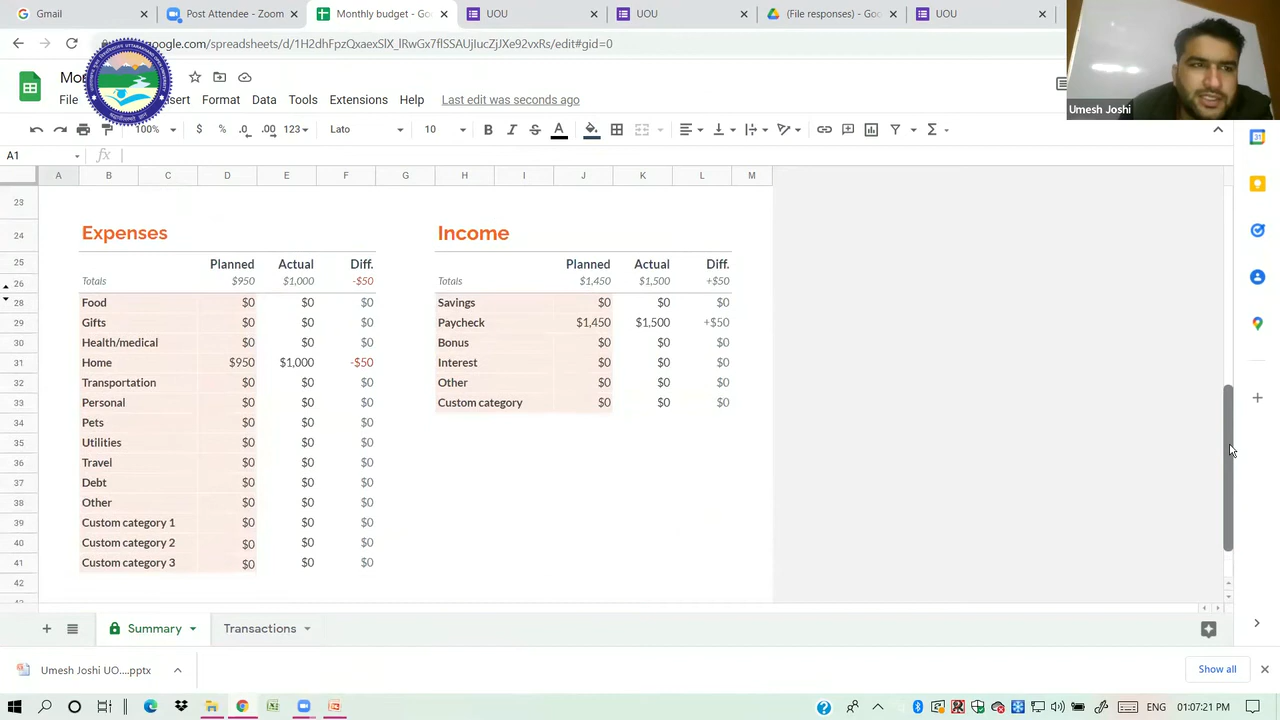 Gmail
Post Attendee - Zoom
Monthly budget - Go
UOU
UOU
(File responses) - Go
UOU
google.com/spreadsheets/d/1H2dhFpzQxaexSlX_lRwGx7flSSAUjIucZJJXe92vxRs/edit#gid=0
Mon
File
Insert
Format
Data
Tools
Extensions
Help
Last edit was seconds ago
Umesh Joshi
100%
$
%
.0
.00
123
Lato
10
B
I
S
A
A1
fx
A B C D E F G H I J K L M
23
24 Expenses Income
25 Planned Actual Diff. Planned Actual Diff.
26 Totals $950 $1,000 -$50 Totals $1,450 $1,500 +$50
28 Food $0 $0 $0 Savings $0 $0 $0
29 Gifts $0 $0 $0 Paycheck $1,450 $1,500 +$50
30 Health/medical $0 $0 $0 Bonus $0 $0 $0
31 Home $950 $1,000 -$50 Interest $0 $0 $0
32 Transportation $0 $0 $0 Other $0 $0 $0
33 Personal $0 $0 $0 Custom category $0 $0 $0
34 Pets $0 $0 $0
35 Utilities $0 $0 $0
36 Travel $0 $0 $0
37 Debt $0 $0 $0
38 Other $0 $0 $0
39 Custom category 1 $0 $0 $0
40 Custom category 2 $0 $0 $0
41 Custom category 3 $0 $0 $0
42
Summary
Transactions
Umesh Joshi UO....pptx
Show all
ENG
01:07:21 PM